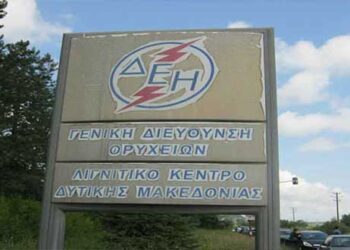 ΔΕΗ
ΓΕΝΙΚΗ ΔΙΕΥΘΥΝΣΗ
ΟΡΥΧΕΙΩΝ
ΛΙΓΝΙΤΙΚΟ ΚΕΝΤΡΟ
ΔΥΤΙΚΗΣ ΜΑΚΕΔΟΝΙΑΣ